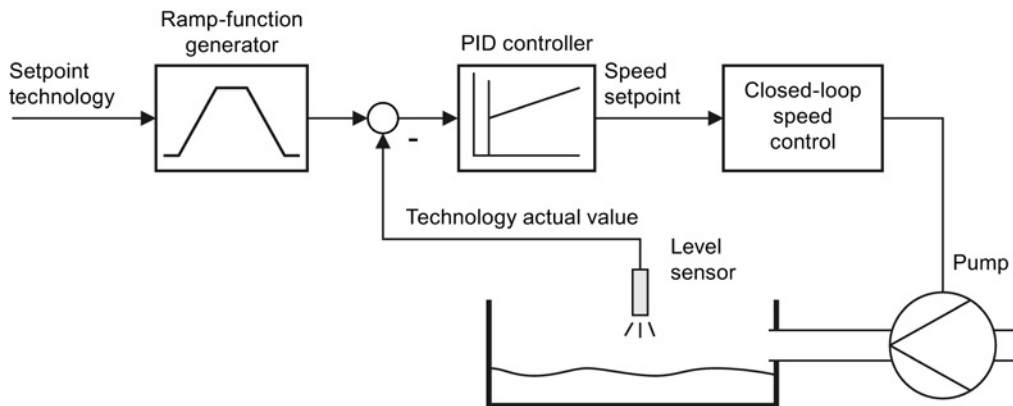 Ramp-function
generator
PID controller
Setpoint
technology
Speed
setpoint
Closed-loop
speed
control
-
Technology actual value
Level
sensor
Pump